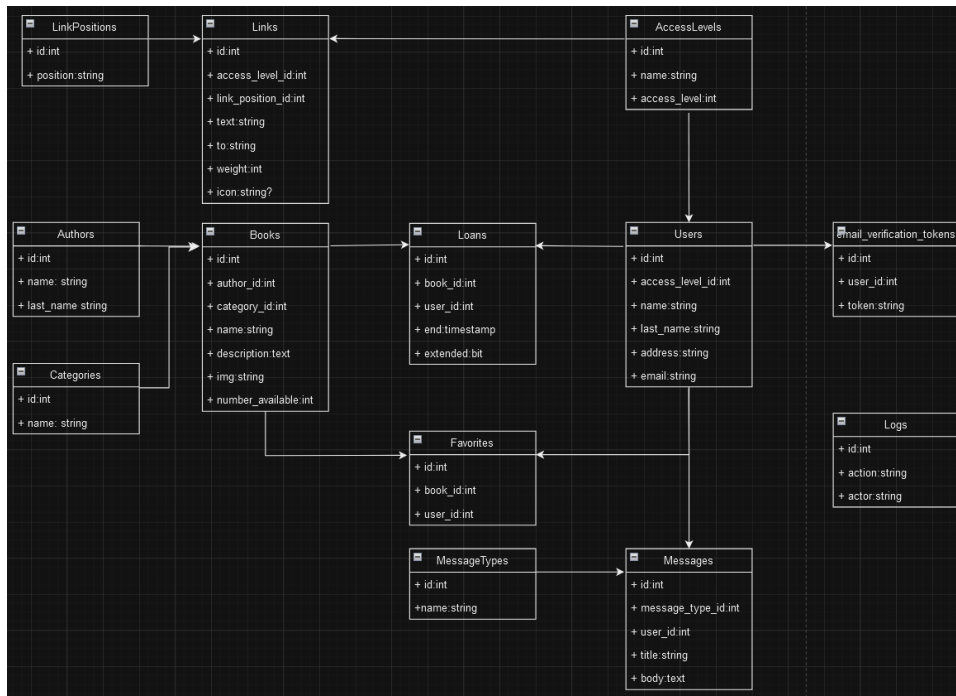 LinkPositions
+ id:int
+ position:string
Links
+ id:int
+ access_level_id:int
+ link_position_id:int
+ text:string
+ to:string
+ weight:int
+ icon:string?
AccessLevels
+ id:int
+ name:string
+ access_level:int
Authors
+ id:int
+ name: string
+ last_name string
Books
+ id:int
+ author_id:int
+ category_id:int
+ name:string
+ description:text
+ img:string
+ number_available:int
Loans
+ id:int
+ book_id:int
+ user_id:int
+ end:timestamp
+ extended:bit
Users
+ id:int
+ access_level_id:int
+ name:string
+ last_name:string
+ address:string
+ email:string
email_verification_tokens
+ id:int
+ user_id:int
+ token:string
Categories
+ id:int
+ name: string
Favorites
+ id:int
+ book_id:int
+ user_id:int
Logs
+ id:int
+ action:string
+ actor:string
MessageTypes
+ id:int
+name:string
Messages
+ id:int
+ message_type_id:int
+ user_id:int
+ title:string
+ body:text